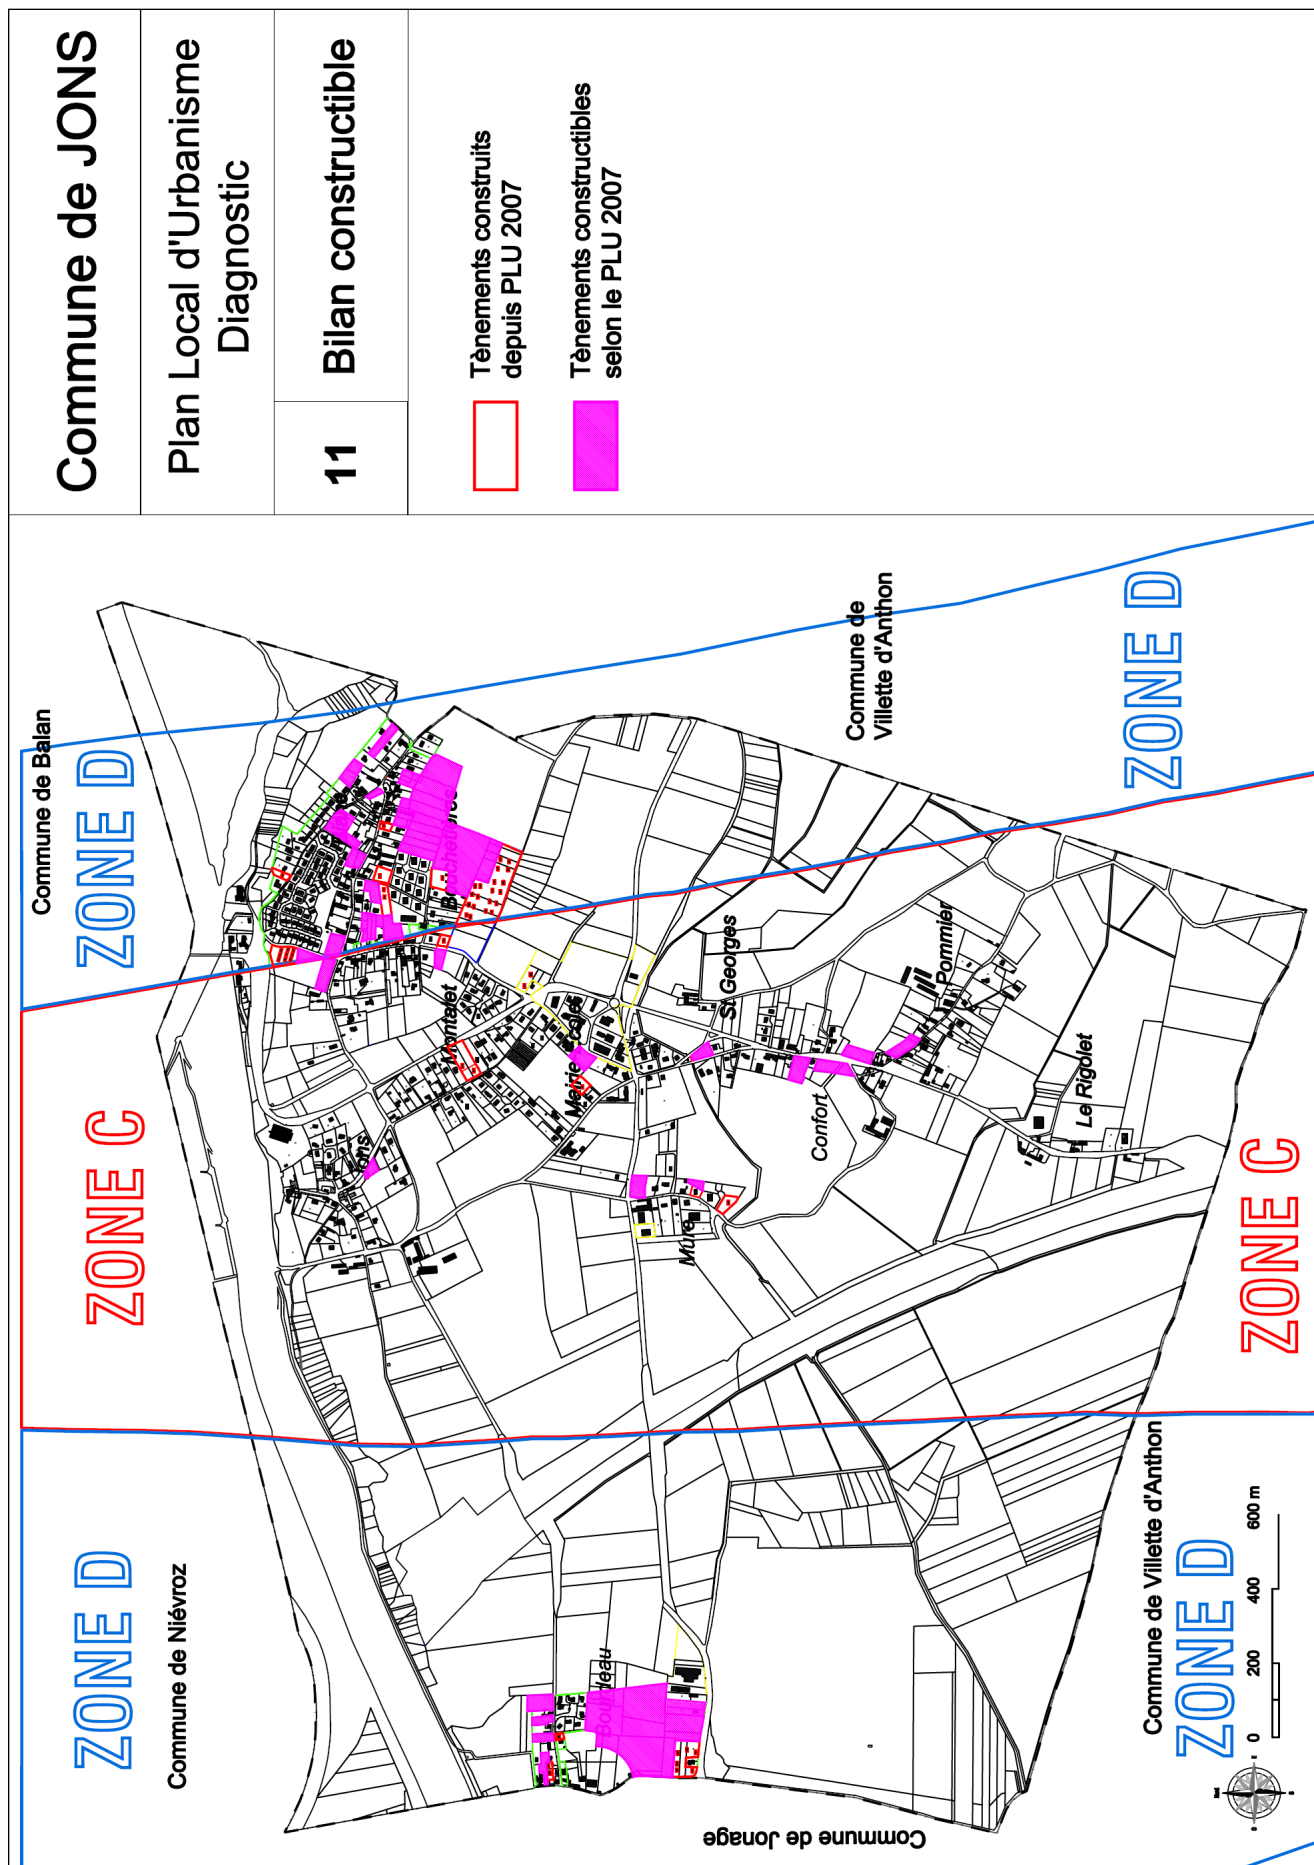 Commune de JONS
Plan Local d'Urbanisme
Diagnostic
11
Bilan constructible
Tènements construits
depuis PLU 2007
Tènements constructibles
selon le PLU 2007
Commune de Balan
ZONE D
ZONE C
ZONE D
Commune de Niévroz
Commune de
Villette d'Anthon
ZONE D
St Georges
Pommier
Confort
Le Rigolet
Mûre
Bourdeau
ZONE C
Commune de Villette d'Anthon
ZONE D
Commune de Jonage
0
200
400
600 m